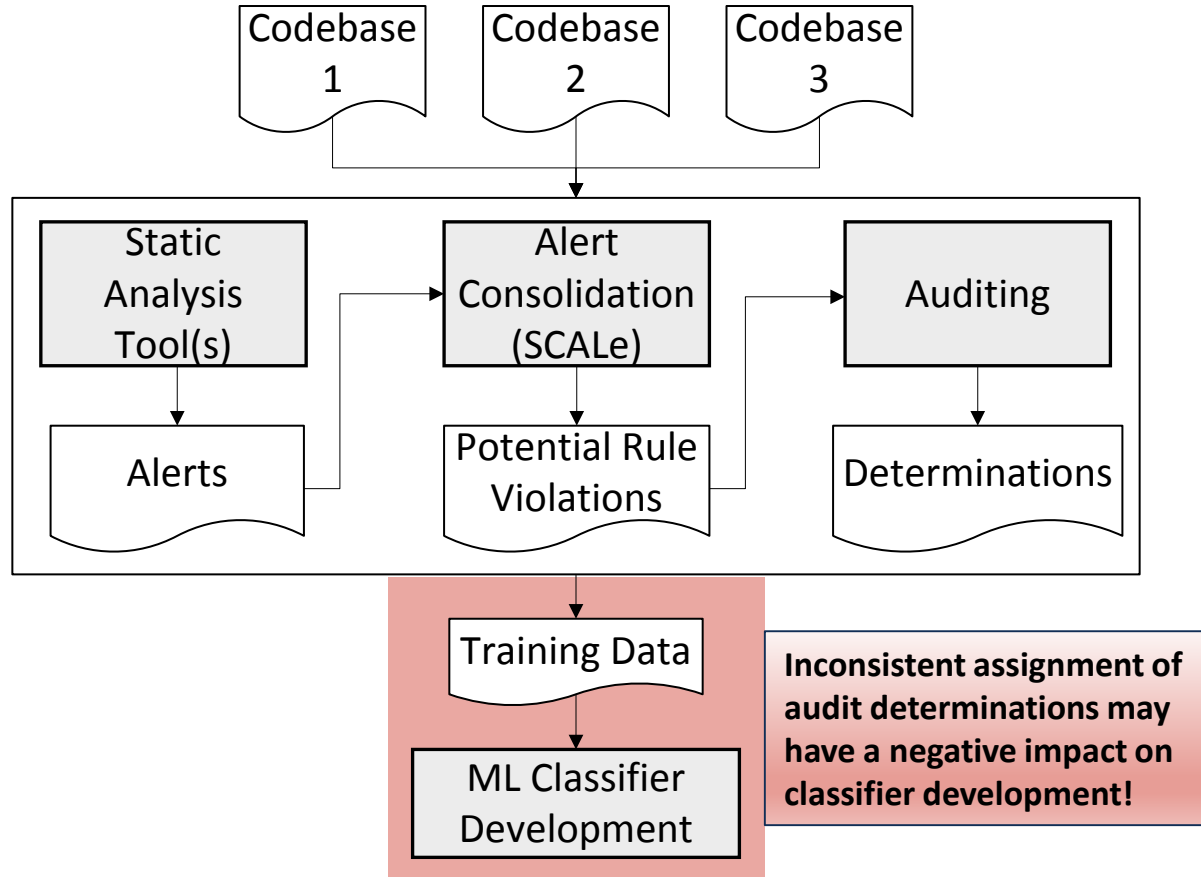 Codebase
1
Codebase
2
Codebase
3
Static
Analysis
Tool(s)
Alert
Consolidation
(SCALe)
Auditing
Alerts
Potential Rule
Violations
Determinations
Training Data
ML Classifier
Development
Inconsistent assignment of
audit determinations may
have a negative impact on
classifier development!